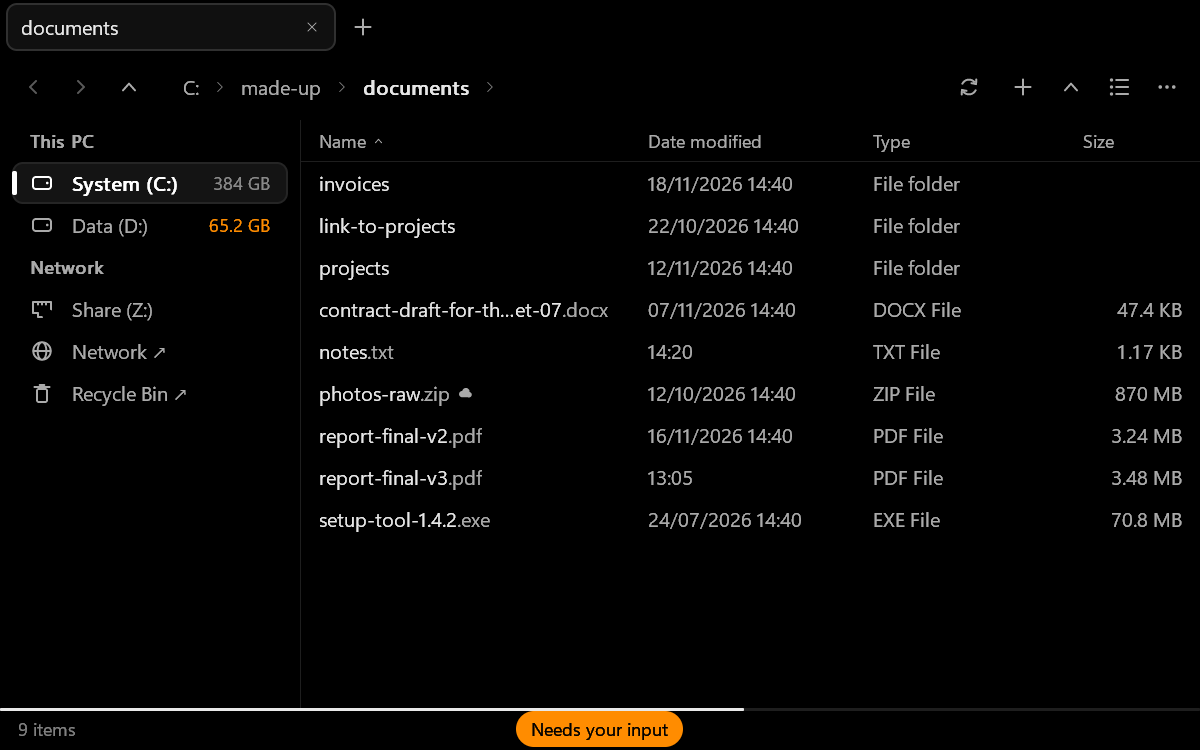 documents
C: made-up documents
This PC
System (C:) 384 GB
Data (D:) 65.2 GB
Network
Share (Z:)
Network ↗
Recycle Bin ↗
Name Date modified Type Size
invoices 18/11/2026 14:40 File folder
link-to-projects 22/10/2026 14:40 File folder
projects 12/11/2026 14:40 File folder
contract-draft-for-th...et-07.docx 07/11/2026 14:40 DOCX File 47.4 KB
notes.txt 14:20 TXT File 1.17 KB
photos-raw.zip 12/10/2026 14:40 ZIP File 870 MB
report-final-v2.pdf 16/11/2026 14:40 PDF File 3.24 MB
report-final-v3.pdf 13:05 PDF File 3.48 MB
setup-tool-1.4.2.exe 24/07/2026 14:40 EXE File 70.8 MB
9 items
Needs your input